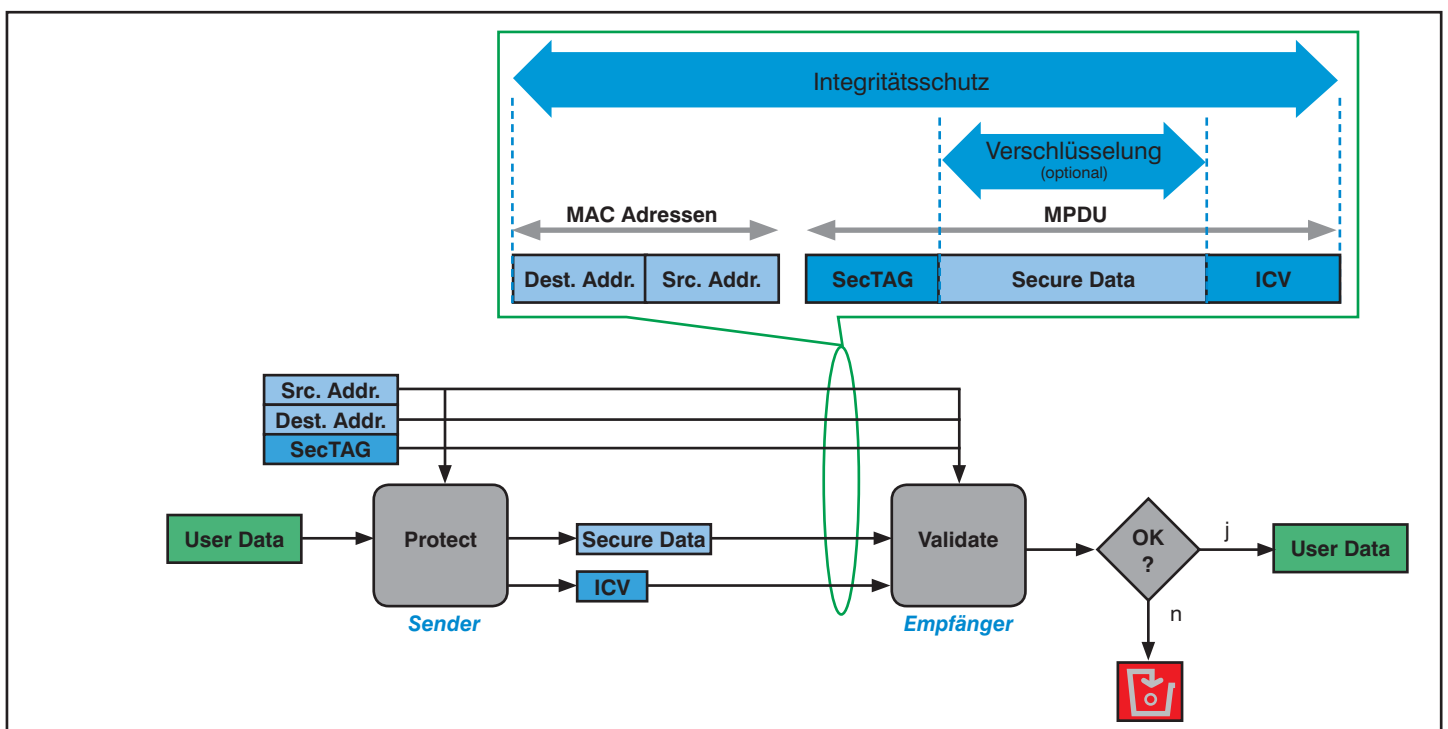 Integritätsschutz
Verschlüsselung
(optional)
MAC Adressen
MPDU
Dest. Addr.
Src. Addr.
SecTAG
Secure Data
ICV
Src. Addr.
Dest. Addr.
SecTAG
User Data
Protect
Secure Data
ICV
Sender
Validate
Empfänger
OK
?
j
n
User Data